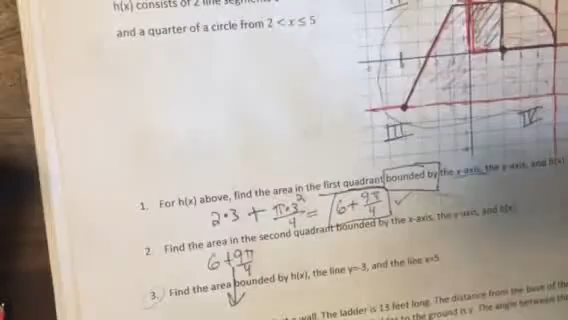 h(x) consists of 2 line
and a quarter of a circle from 2 < x ≤ 5
III
IV
1. For h(x) above, find the area in the first quadrant bounded by the x-axis, the y-axis, and h(x)
2·3 + π·3²/4 = 6 + 9π/4 ✓
2. Find the area in the second quadrant bounded by the x-axis, the y-axis, and h(x)
6 + 9π/4
3. Find the area bounded by h(x), the line y=-3, and the line x=5
wall. The ladder is 13 feet long. The distance from the base of the
to the ground is y. The angle between the